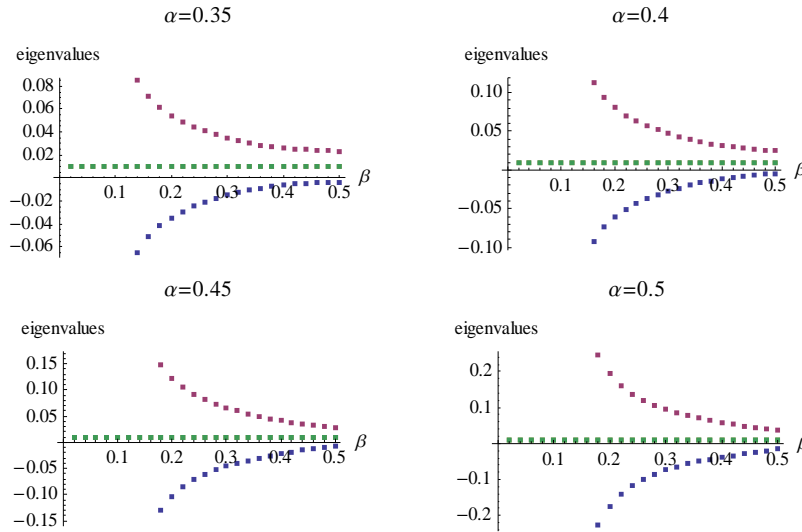 α=0.35
eigenvalues
0.08
0.06
0.04
0.02
−0.02
−0.04
−0.06
0.1 0.2 0.3 0.4 0.5 β
α=0.4
eigenvalues
0.10
0.05
−0.05
−0.10
0.1 0.2 0.3 0.4 0.5 β
α=0.45
eigenvalues
0.15
0.10
0.05
−0.05
−0.10
−0.15
0.1 0.2 0.3 0.4 0.5 β
α=0.5
eigenvalues
0.2
0.1
−0.1
−0.2
0.1 0.2 0.3 0.4 0.5 β